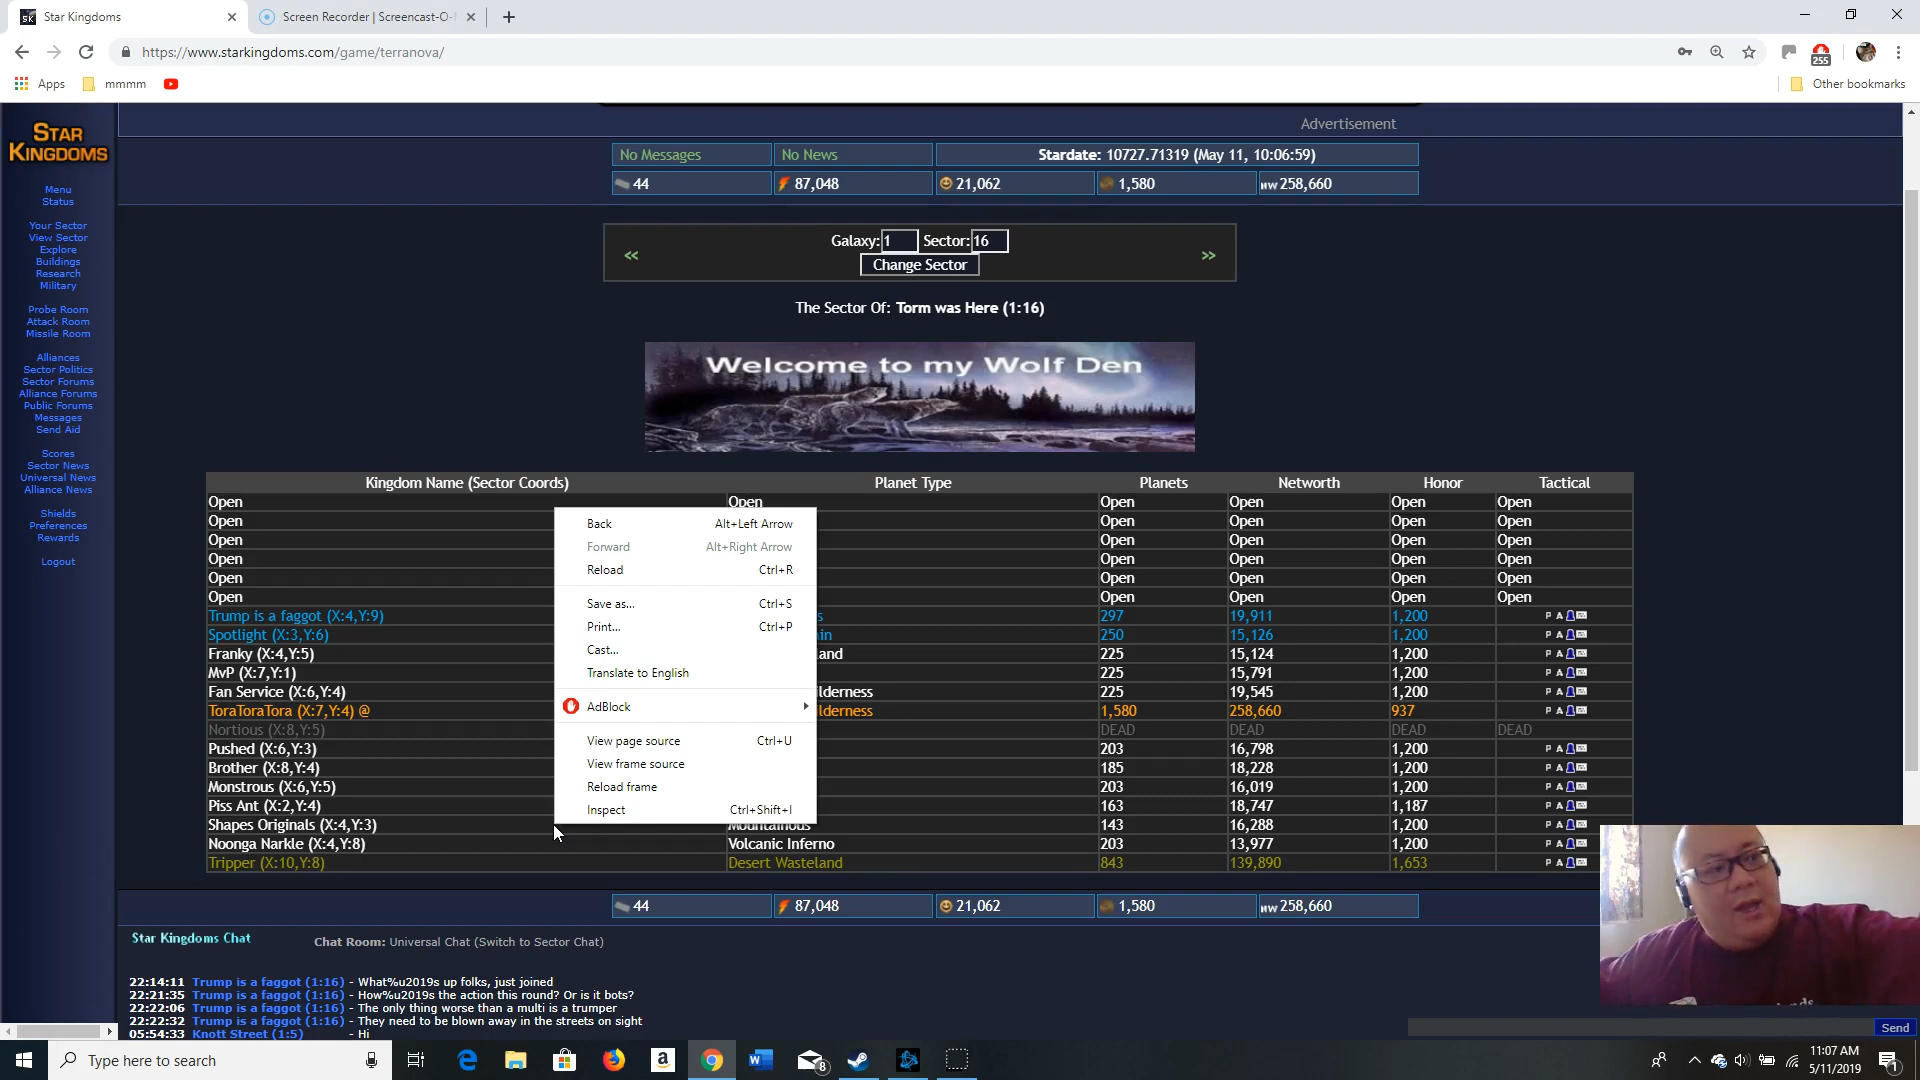 Star Kingdoms
Screen Recorder | Screencast-O-
https://www.starkingdoms.com/game/terranova/
255
Apps
mmmm
Other bookmarks
STAR KINGDOMS
Menu
Status
Your Sector
View Sector
Explore
Buildings
Research
Military
Probe Room
Attack Room
Missile Room
Alliances
Sector Politics
Sector Forums
Alliance Forums
Public Forums
Messages
Send Aid
Scores
Sector News
Universal News
Alliance News
Shields
Preferences
Rewards
Logout
Advertisement
No Messages No News Stardate: 10727.71319 (May 11, 10:06:59)
44 87,048 21,062 1,580 NW 258,660
Galaxy: 1 Sector: 16
<< Change Sector >>
The Sector Of: Torm was Here (1:16)
Welcome to my Wolf Den
Kingdom Name (Sector Coords) Planet Type Planets Networth Honor Tactical
Open Open Open Open Open Open
Open Open Open Open Open
Open Open Open Open Open
Open Open Open Open Open
Open Open Open Open Open
Open Open Open Open Open
Trump is a faggot (X:4,Y:9) s 297 19,911 1,200 P A
Spotlight (X:3,Y:6) in 250 15,126 1,200 P A
Franky (X:4,Y:5) and 225 15,124 1,200 P A
MvP (X:7,Y:1) 225 15,791 1,200 P A
Fan Service (X:6,Y:4) ilderness 225 19,545 1,200 P A
ToraToraTora (X:7,Y:4) @ ilderness 1,580 258,660 937 P A
Nortious (X:8,Y:5) DEAD DEAD DEAD DEAD
Pushed (X:6,Y:3) 203 16,798 1,200 P A
Brother (X:8,Y:4) 185 18,228 1,200 P A
Monstrous (X:6,Y:5) 203 16,019 1,200 P A
Piss Ant (X:2,Y:4) 163 18,747 1,187 P A
Shapes Originals (X:4,Y:3) Mountainous 143 16,288 1,200 P A
Noonga Narkle (X:4,Y:8) Volcanic Inferno 203 13,977 1,200 P A
Tripper (X:10,Y:8) Desert Wasteland 843 139,890 1,653 P A
Back Alt+Left Arrow
Forward Alt+Right Arrow
Reload Ctrl+R
Save as... Ctrl+S
Print... Ctrl+P
Cast...
Translate to English
AdBlock
View page source Ctrl+U
View frame source
Reload frame
Inspect Ctrl+Shift+I
44 87,048 21,062 1,580 NW 258,660
Star Kingdoms Chat Chat Room: Universal Chat (Switch to Sector Chat)
22:14:11 Trump is a faggot (1:16) - What%u2019s up folks, just joined
22:21:35 Trump is a faggot (1:16) - How%u2019s the action this round? Or is it bots?
22:22:06 Trump is a faggot (1:16) - The only thing worse than a multi is a trumper
22:22:32 Trump is a faggot (1:16) - They need to be blown away in the streets on sight
05:54:33 Knott Street (1:5) - Hi
Send
Type here to search
8
11:07 AM
5/11/2019
1